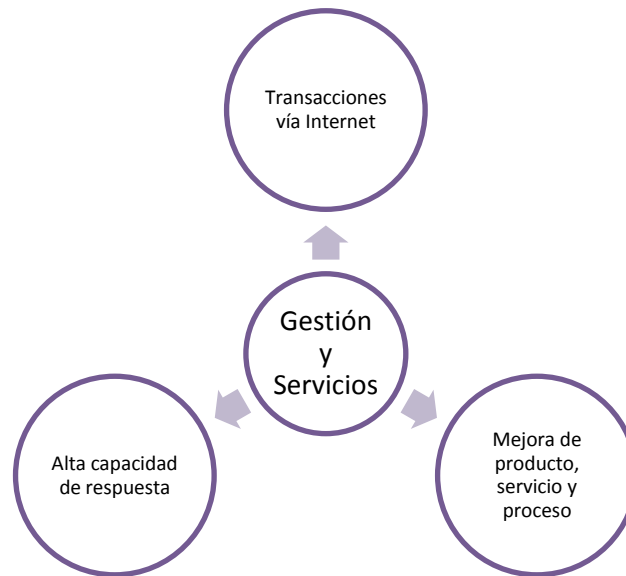 Transacciones
vía Internet
Gestión
y
Servicios
Alta capacidad
de respuesta
Mejora de
producto,
servicio y
proceso